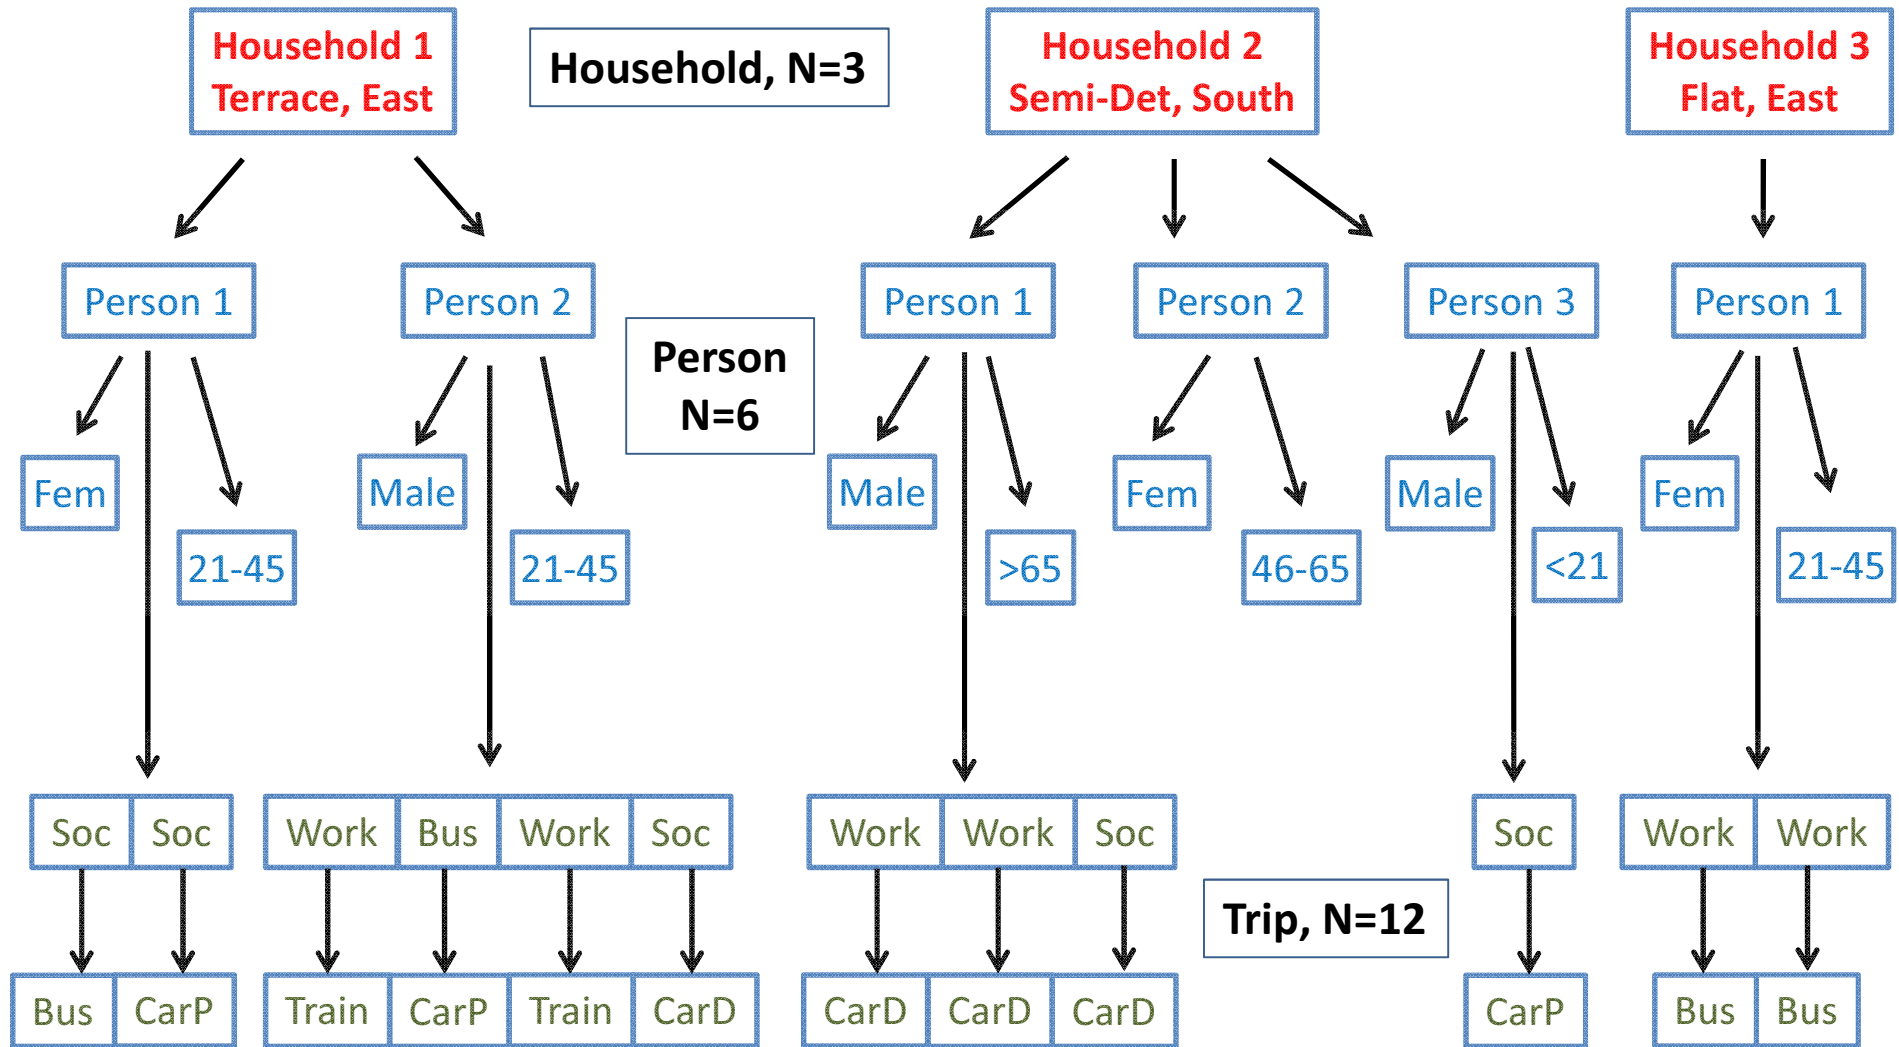 Household 1
Terrace, East
Household, N=3
Household 2
Semi-Det, South
Household 3
Flat, East
Person 1
Person 2
Person 1
Person 2
Person 3
Person 1
Person
N=6
Fem
Male
Male
Fem
Male
Fem
21-45
21-45
>65
46-65
<21
21-45
Soc Soc
Work Bus Work Soc
Work Work Soc
Soc
Work Work
Trip, N=12
Bus CarP
Train CarP Train CarD
CarD CarD CarD
CarP
Bus Bus